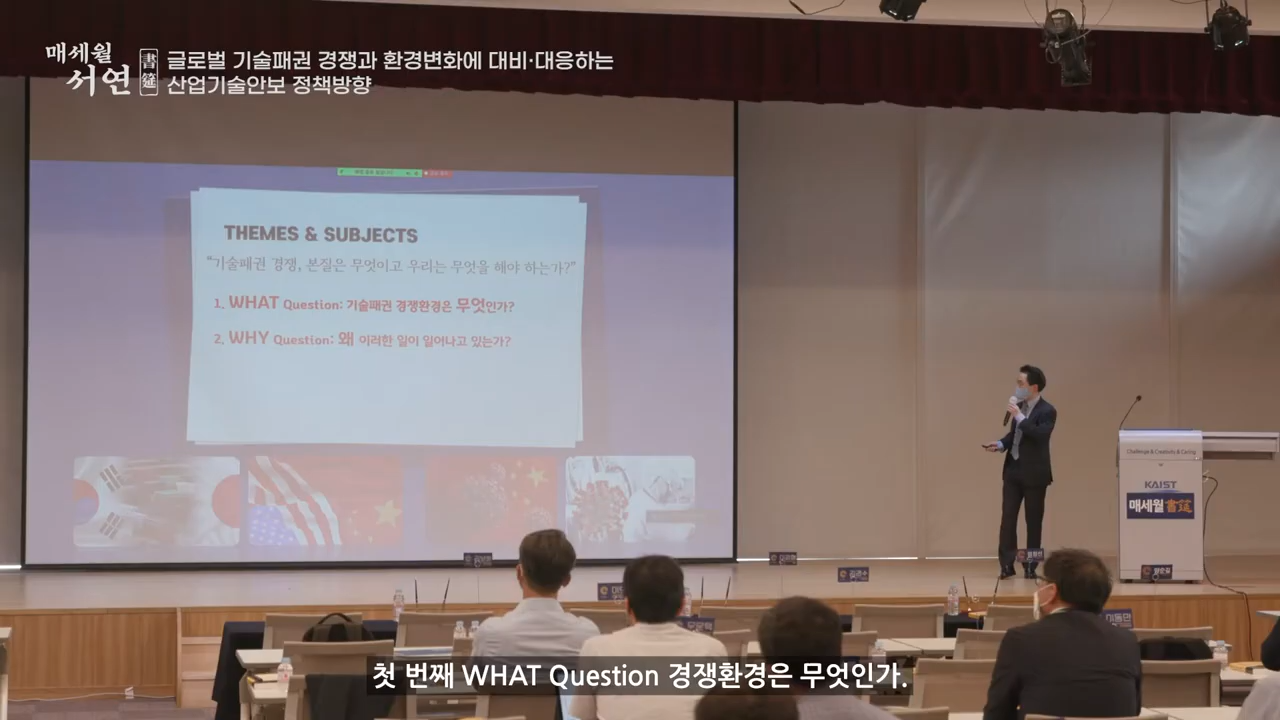 매세월
서연
書筵
글로벌 기술패권 경쟁과 환경변화에 대비·대응하는
산업기술안보 정책방향
THEMES & SUBJECTS
“기술패권 경쟁, 본질은 무엇이고 우리는 무엇을 해야 하는가?”
1. WHAT Question: 기술패권 경쟁환경은 무엇인가?
2. WHY Question: 왜 이러한 일이 일어나고 있는가?
Challenge & Creativity & Caring
KAIST
매세월 書筵
이동만
첫 번째 WHAT Question 경쟁환경은 무엇인가.